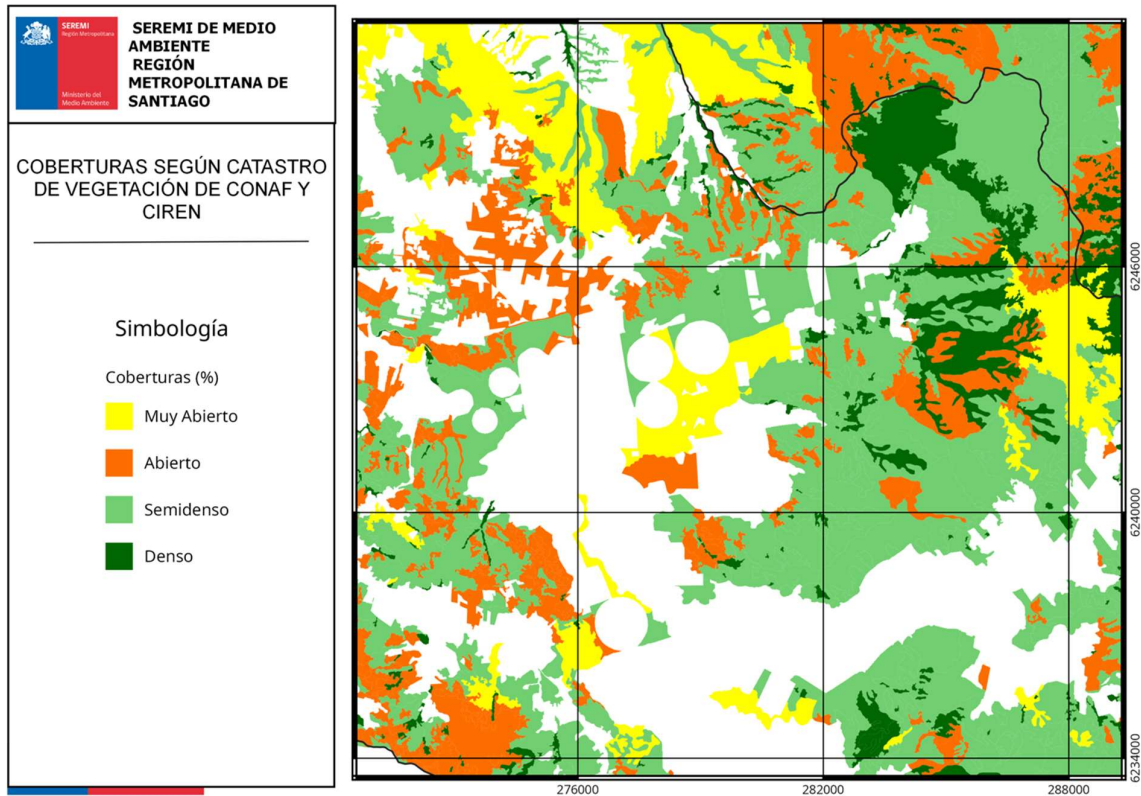 SEREMI
Región Metropolitana
Ministerio del
Medio Ambiente
SEREMI DE MEDIO
AMBIENTE
REGIÓN
METROPOLITANA DE
SANTIAGO
COBERTURAS SEGÚN CATASTRO
DE VEGETACIÓN DE CONAF Y
CIREN
Simbología
Coberturas (%)
Muy Abierto
Abierto
Semidenso
Denso
6246000
6240000
6234000
276000
282000
288000